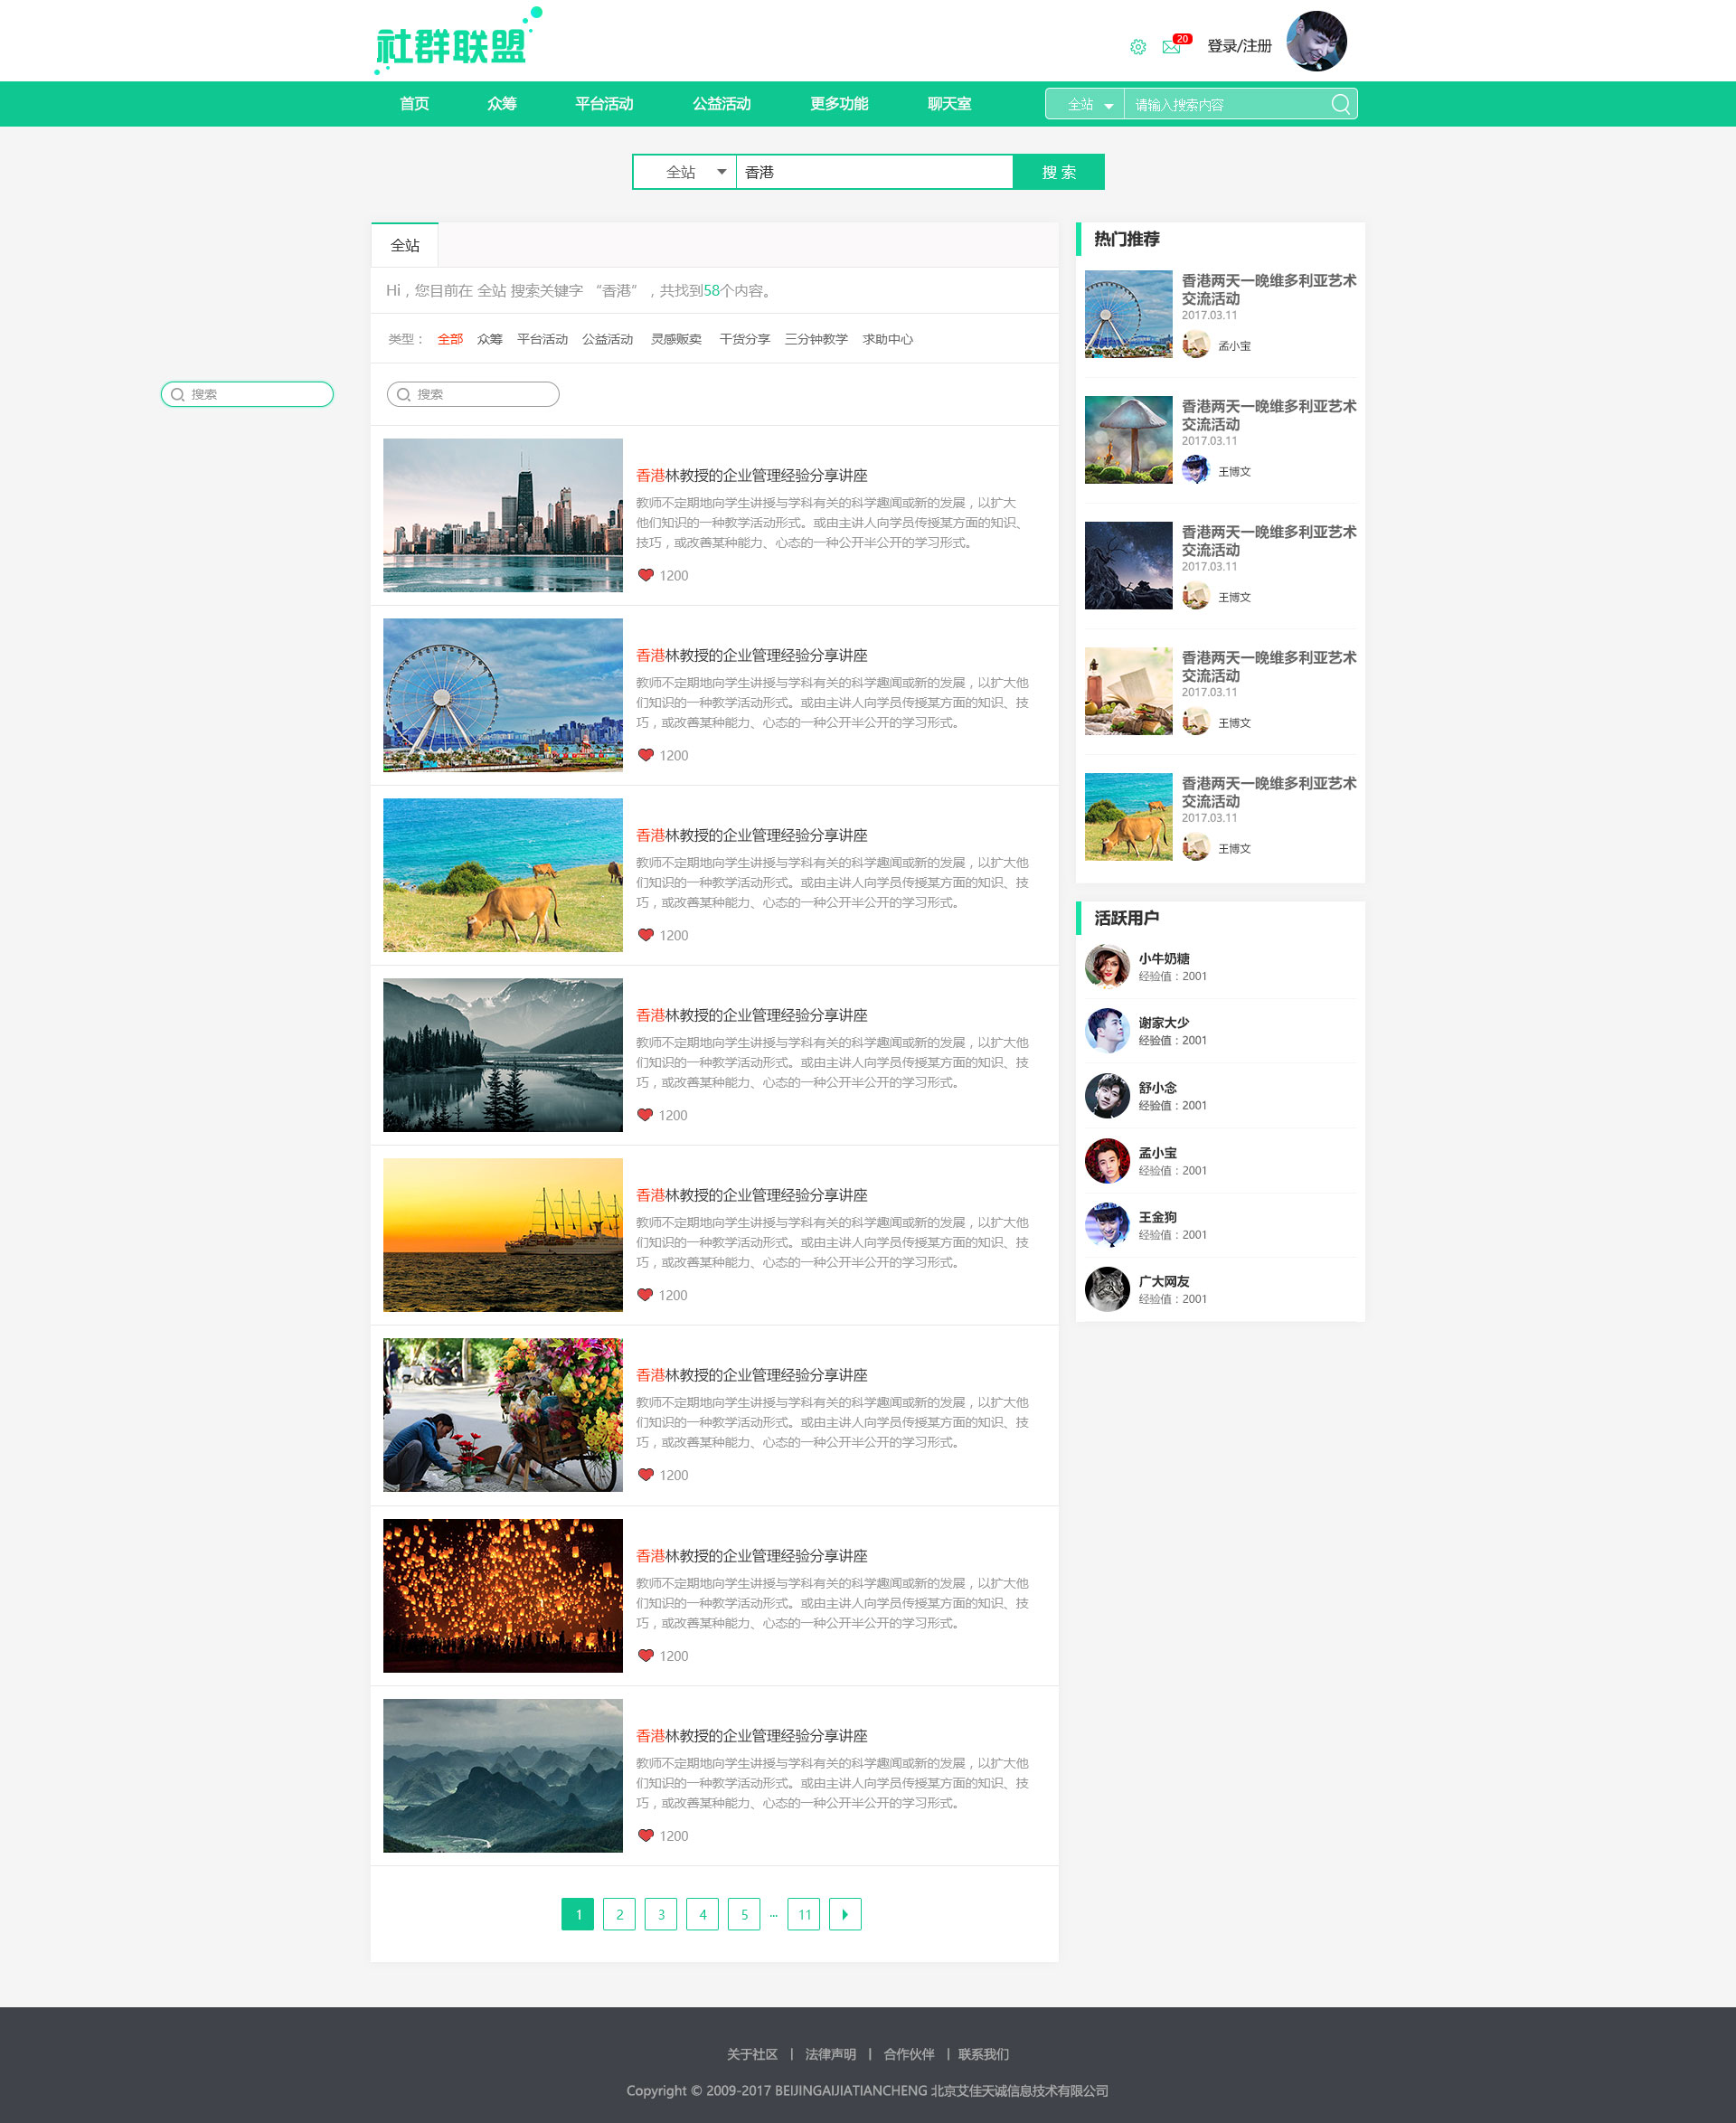 社群联盟
20
登录/注册
首页 众筹 平台活动 公益活动 更多功能 聊天室
全站 请输入搜索内容
全站 香港 搜 索
全站
Hi，您目前在 全站 搜索关键字 “香港” ，共找到58个内容。
类型： 全部 众筹 平台活动 公益活动 灵感贩卖 干货分享 三分钟教学 求助中心
搜索
搜索
香港林教授的企业管理经验分享讲座
教师不定期地向学生讲授与学科有关的科学趣闻或新的发展，以扩大
他们知识的一种教学活动形式。或由主讲人向学员传授某方面的知识、
技巧，或改善某种能力、心态的一种公开半公开的学习形式。
1200
香港林教授的企业管理经验分享讲座
教师不定期地向学生讲授与学科有关的科学趣闻或新的发展，以扩大他
们知识的一种教学活动形式。或由主讲人向学员传授某方面的知识、技
巧，或改善某种能力、心态的一种公开半公开的学习形式。
1200
香港林教授的企业管理经验分享讲座
教师不定期地向学生讲授与学科有关的科学趣闻或新的发展，以扩大他
们知识的一种教学活动形式。或由主讲人向学员传授某方面的知识、技
巧，或改善某种能力、心态的一种公开半公开的学习形式。
1200
香港林教授的企业管理经验分享讲座
教师不定期地向学生讲授与学科有关的科学趣闻或新的发展，以扩大他
们知识的一种教学活动形式。或由主讲人向学员传授某方面的知识、技
巧，或改善某种能力、心态的一种公开半公开的学习形式。
1200
香港林教授的企业管理经验分享讲座
教师不定期地向学生讲授与学科有关的科学趣闻或新的发展，以扩大他
们知识的一种教学活动形式。或由主讲人向学员传授某方面的知识、技
巧，或改善某种能力、心态的一种公开半公开的学习形式。
1200
香港林教授的企业管理经验分享讲座
教师不定期地向学生讲授与学科有关的科学趣闻或新的发展，以扩大他
们知识的一种教学活动形式。或由主讲人向学员传授某方面的知识、技
巧，或改善某种能力、心态的一种公开半公开的学习形式。
1200
香港林教授的企业管理经验分享讲座
教师不定期地向学生讲授与学科有关的科学趣闻或新的发展，以扩大他
们知识的一种教学活动形式。或由主讲人向学员传授某方面的知识、技
巧，或改善某种能力、心态的一种公开半公开的学习形式。
1200
香港林教授的企业管理经验分享讲座
教师不定期地向学生讲授与学科有关的科学趣闻或新的发展，以扩大他
们知识的一种教学活动形式。或由主讲人向学员传授某方面的知识、技
巧，或改善某种能力、心态的一种公开半公开的学习形式。
1200
1 2 3 4 5 ... 11
热门推荐
香港两天一晚维多利亚艺术
交流活动
2017.03.11
孟小宝
香港两天一晚维多利亚艺术
交流活动
2017.03.11
王博文
香港两天一晚维多利亚艺术
交流活动
2017.03.11
王博文
香港两天一晚维多利亚艺术
交流活动
2017.03.11
王博文
香港两天一晚维多利亚艺术
交流活动
2017.03.11
王博文
活跃用户
小牛奶糖
经验值：2001
谢家大少
经验值：2001
舒小念
经验值：2001
孟小宝
经验值：2001
王金狗
经验值：2001
广大网友
经验值：2001
关于社区 | 法律声明 | 合作伙伴 | 联系我们
Copyright © 2009-2017 BEIJINGAIJIATIANCHENG 北京艾佳天诚信息技术有限公司